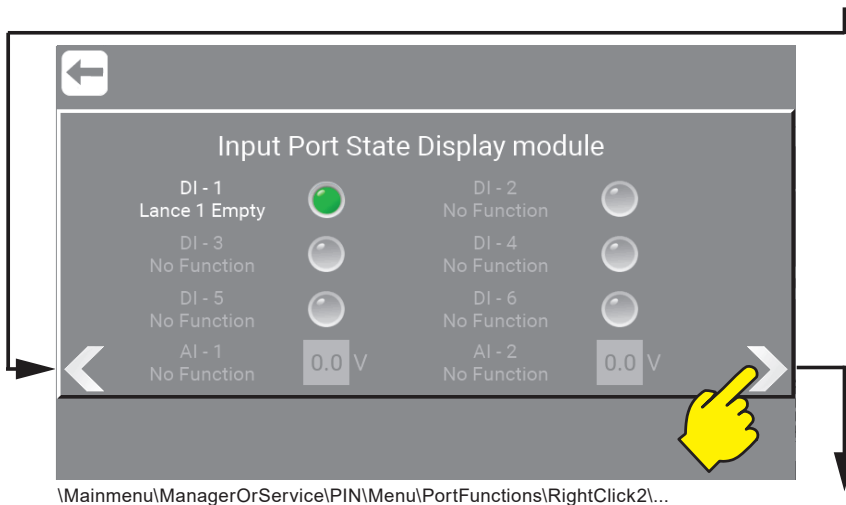 Input Port State Display module
DI - 1
Lance 1 Empty
DI - 2
No Function
DI - 3
No Function
DI - 4
No Function
DI - 5
No Function
DI - 6
No Function
AI - 1
No Function
0.0 V
AI - 2
No Function
0.0 V
\Mainmenu\ManagerOrService\PIN\Menu\PortFunctions\RightClick2\...